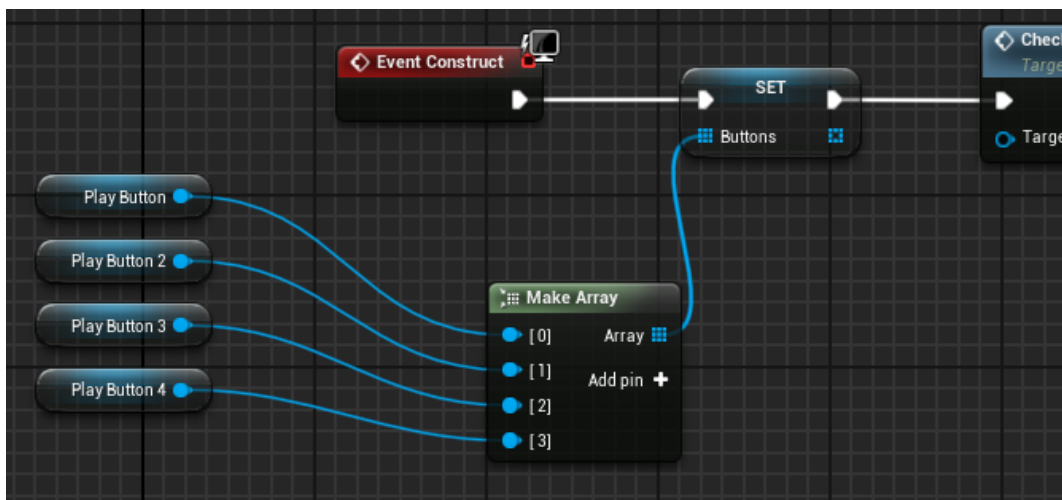 Event Construct
SET
Buttons
Play Button
Play Button 2
Play Button 3
Play Button 4
Make Array
[0]
Array
[1]
Add pin
[2]
[3]